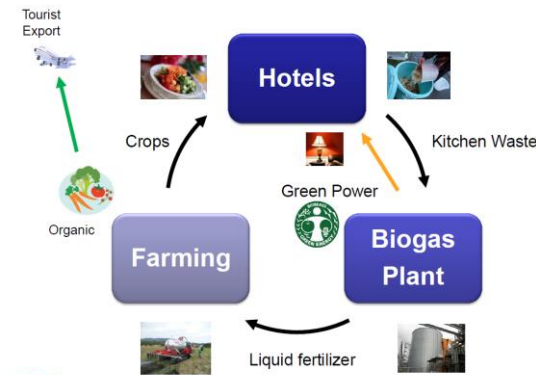 Tourist
Export
Hotels
Crops
Kitchen Waste
Green Power
Organic
Farming
Biogas
Plant
Liquid fertilizer